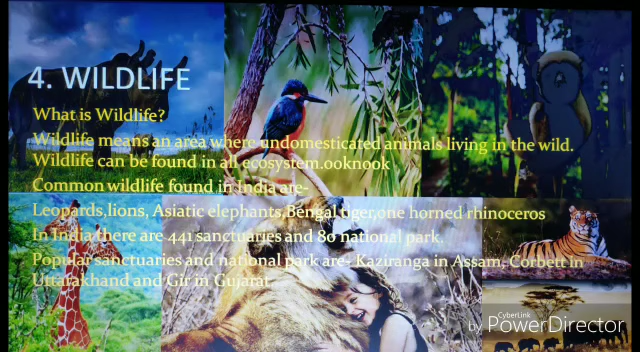 4. WILDLIFE
What is Wildlife?
Wildlife means an area where undomesticated animals living in the wild.
Wildlife can be found in all ecosystem.ooknook
Common wildlife found in India are-
Leopards,lions, Asiatic elephants,Bengal tiger,one horned rhinoceros
In India there are 441 sanctuaries and 80 national park.
Popular sanctuaries and national park are- Kaziranga in Assam, Corbett in
Uttarakhand and Gir in Gujarat.
CyberLink
by PowerDirector